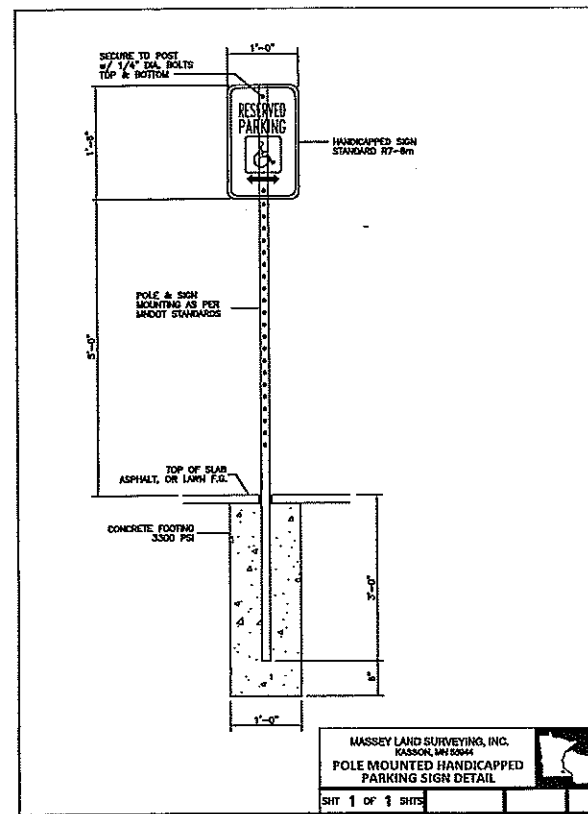 1'-0"
SECURE TO POST
w/ 1/4" DIA. BOLTS
TOP & BOTTOM
RESERVED
PARKING
HANDICAPPED SIGN
STANDARD R7-8m
1'-6"
POLE & SIGN
MOUNTING AS PER
MNDOT STANDARDS
5'-0"
TOP OF SLAB
ASPHALT, OR LAWN F.G.
CONCRETE FOOTING
3300 PSI
3'-0"
6"
1'-0"
MASSEY LAND SURVEYING, INC.
KASSON, MN 55944
POLE MOUNTED HANDICAPPED
PARKING SIGN DETAIL
SHT 1 OF 1 SHTS